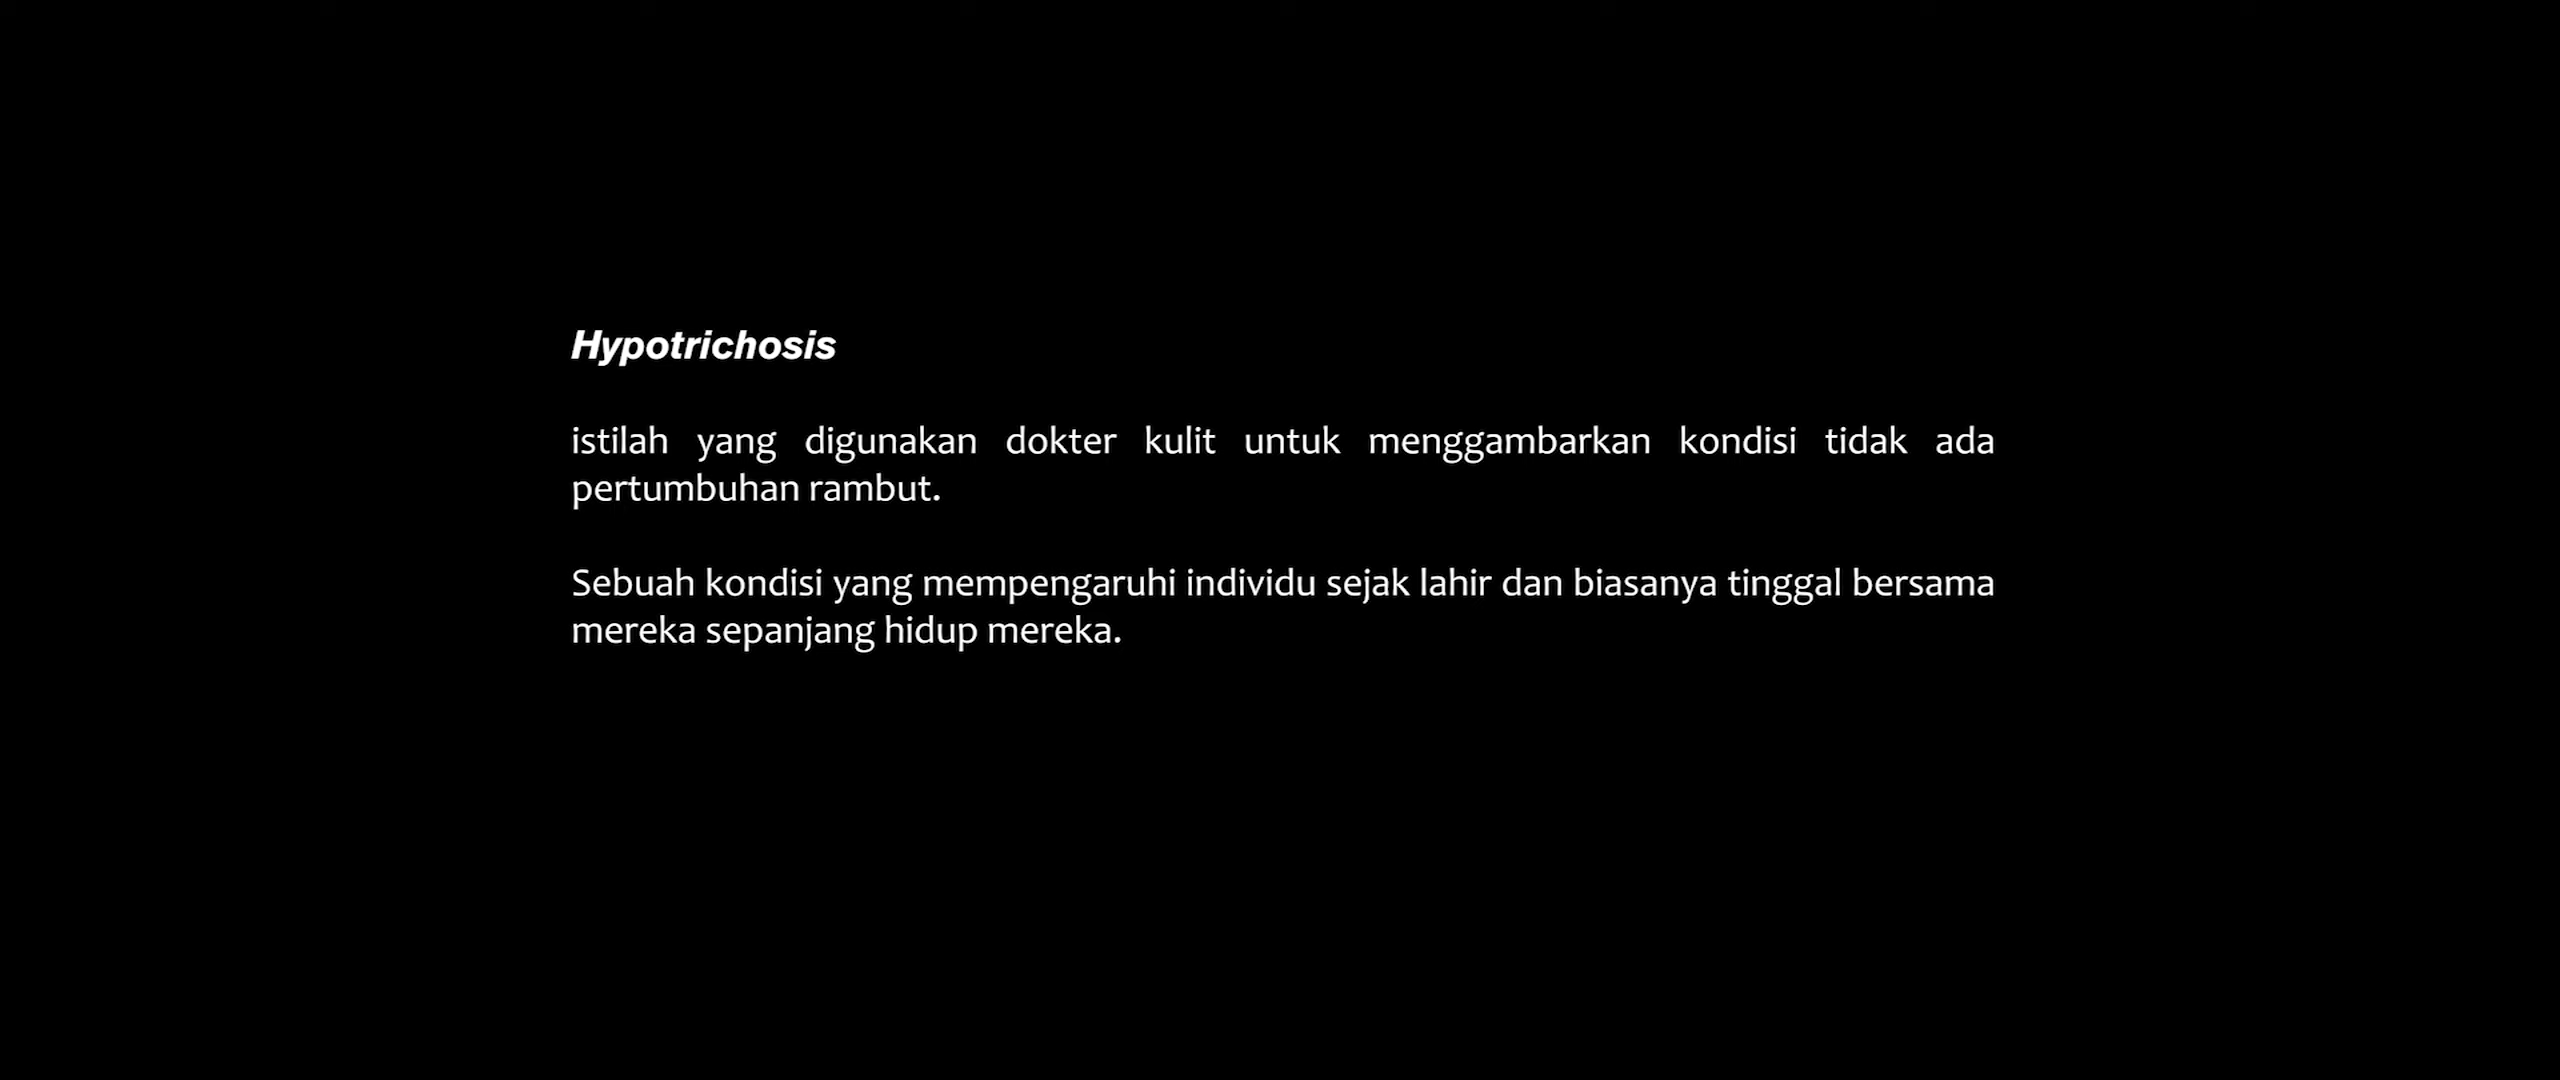 Hypotrichosis
istilah yang digunakan dokter kulit untuk menggambarkan kondisi tidak ada
pertumbuhan rambut.
Sebuah kondisi yang mempengaruhi individu sejak lahir dan biasanya tinggal bersama
mereka sepanjang hidup mereka.